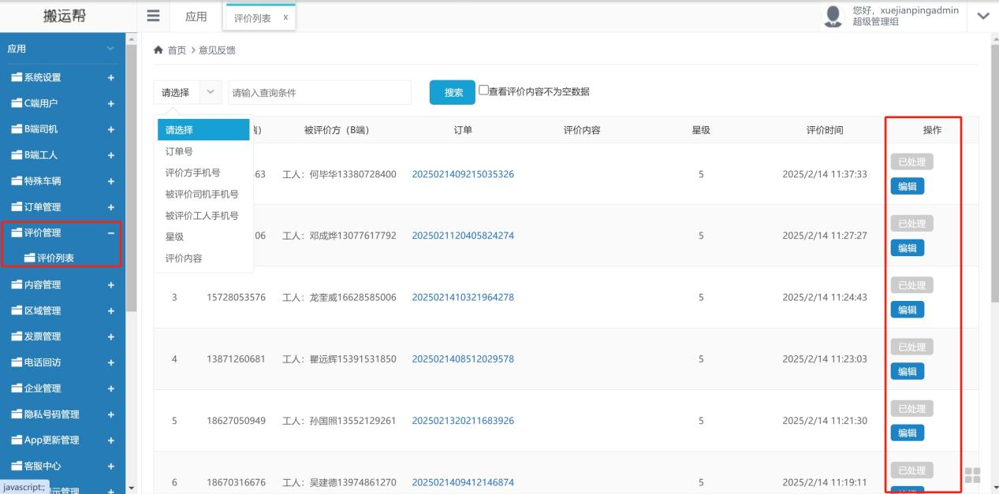 搬运帮
应用
评价列表 x
您好，xuejianpingadmin
超级管理组
应用
系统设置 +
C端用户 +
B端司机 +
B端工人 +
特殊车辆 +
订单管理 +
评价管理 −
评价列表
内容管理 +
区域管理 +
发票管理 +
电话回访 +
企业管理 +
隐私号码管理 +
App更新管理 +
客服中心 +
示管理 +
javascript:;
首页 > 意见反馈
请选择 请输入查询条件 搜索 查看评价内容不为空数据
请选择
订单号
评价方手机号
被评价司机手机号
被评价工人手机号
星级
评价内容
端） 被评价方（B端） 订单 评价内容 星级 评价时间 操作
63 工人：何毕华13380728400 2025021409215035326 5 2025/2/14 11:37:33 已处理
编辑
06 工人：邓成烨13077617792 2025021120405824274 5 2025/2/14 11:27:27 已处理
编辑
3 15728053576 工人：龙奎威16628585006 2025021410321964278 5 2025/2/14 11:24:43 已处理
编辑
4 13871260681 工人：瞿远辉15391531850 2025021408512029578 5 2025/2/14 11:23:03 已处理
编辑
5 18627050949 工人：孙国照13552129261 2025021320211683926 5 2025/2/14 11:21:30 已处理
编辑
6 18670316676 工人：吴建德13974861270 2025021409412146874 5 2025/2/14 11:19:11 已处理